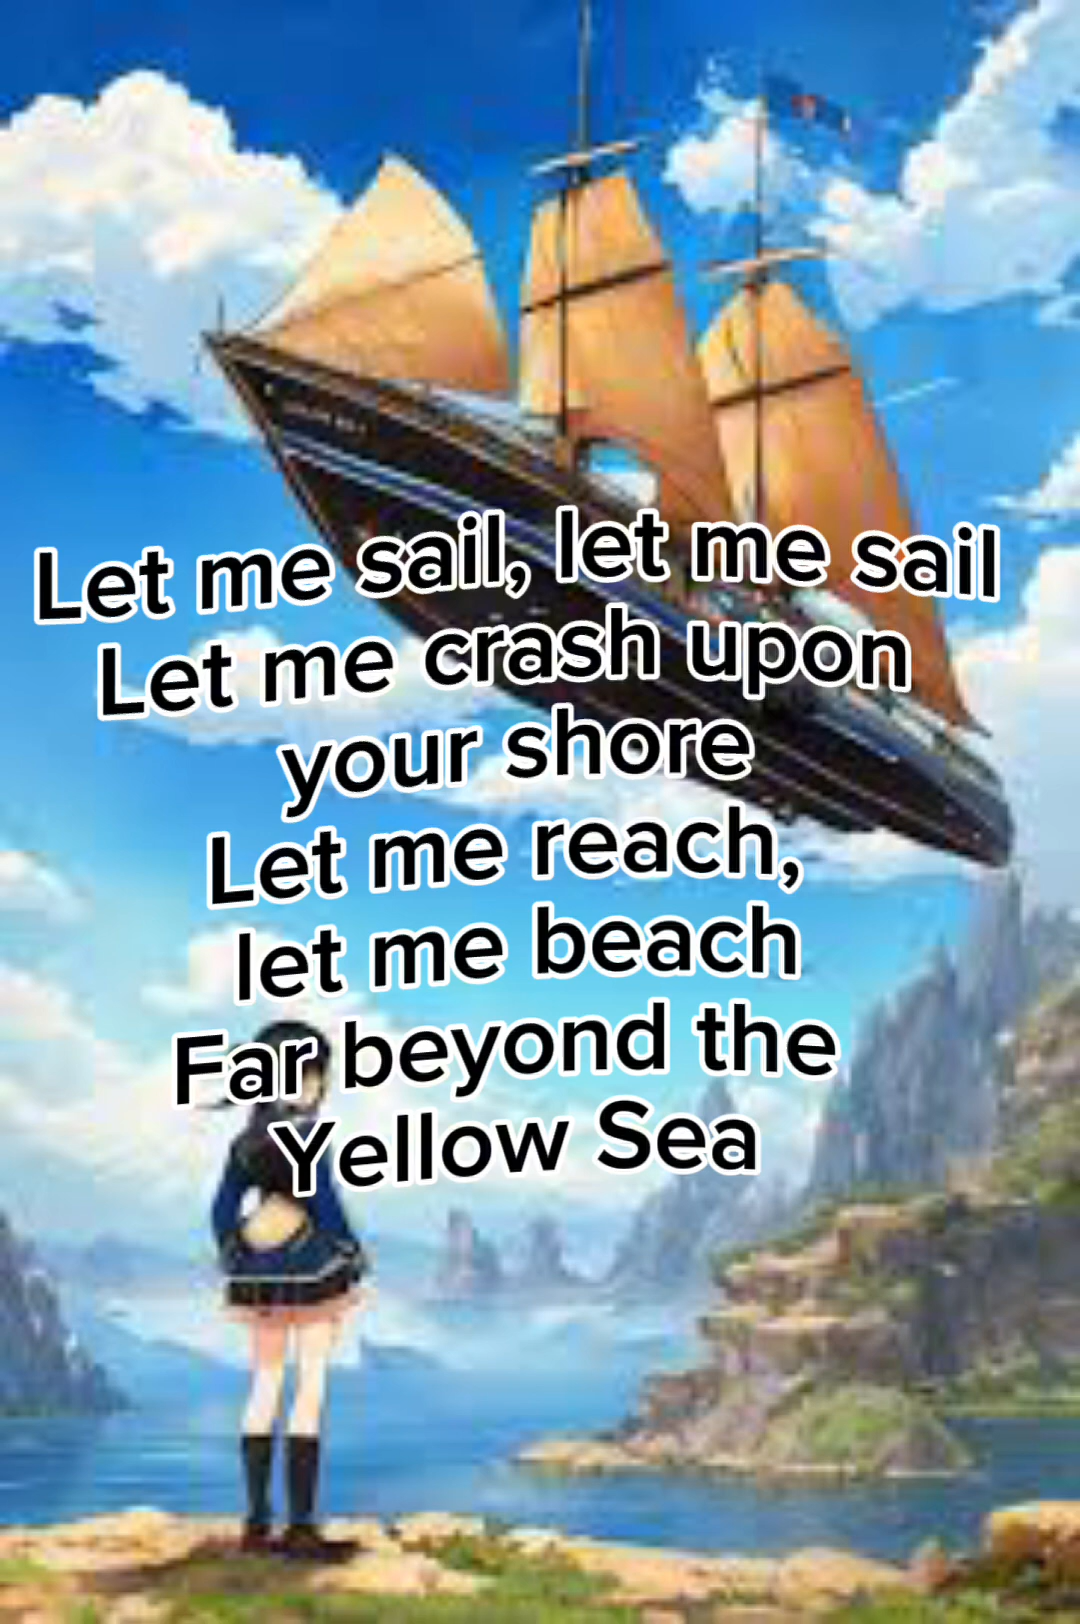 Let me sail, let me sail
Let me crash upon
your shore
Let me reach,
let me beach
Far beyond the
Yellow Sea